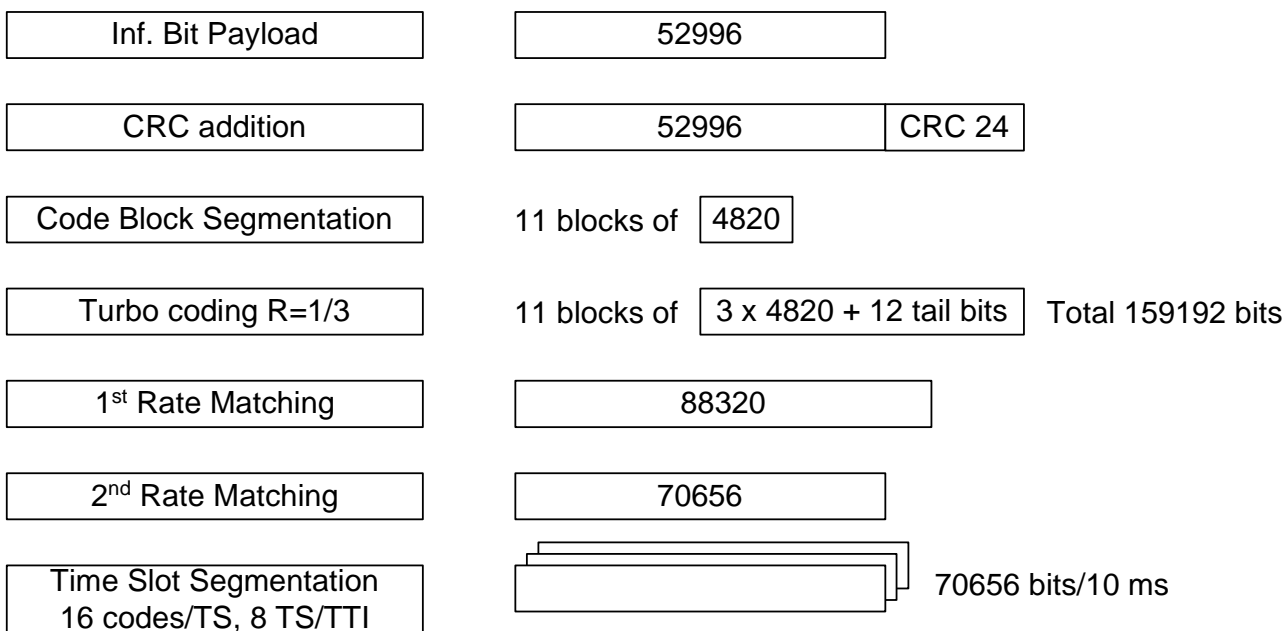 Inf. Bit Payload 52996
CRC addition 52996 CRC 24
Code Block Segmentation 11 blocks of 4820
Turbo coding R=1/3 11 blocks of 3 x 4820 + 12 tail bits Total 159192 bits
1st Rate Matching 88320
2nd Rate Matching 70656
Time Slot Segmentation
16 codes/TS, 8 TS/TTI
70656 bits/10 ms